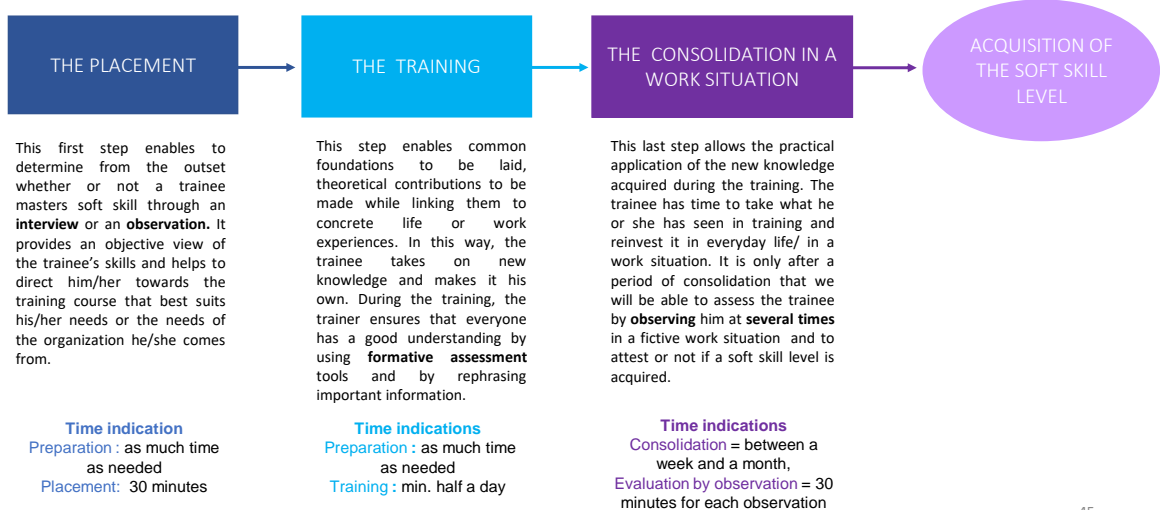 THE PLACEMENT
This first step enables to
determine from the outset
whether or not a trainee
masters soft skill through an
interview or an observation. It
provides an objective view of
the trainee’s skills and helps to
direct him/her towards the
training course that best suits
his/her needs or the needs of
the organization he/she comes
from.
Time indication
Preparation : as much time
as needed
Placement: 30 minutes
THE TRAINING
This step enables common
foundations to be laid,
theoretical contributions to be
made while linking them to
concrete life or work
experiences. In this way, the
trainee takes on new
knowledge and makes it his
own. During the training, the
trainer ensures that everyone
has a good understanding by
using formative assessment
tools and by rephrasing
important information.
Time indications
Preparation : as much time
as needed
Training : min. half a day
THE CONSOLIDATION IN A
WORK SITUATION
This last step allows the practical
application of the new knowledge
acquired during the training. The
trainee has time to take what he
or she has seen in training and
reinvest it in everyday life/ in a
work situation. It is only after a
period of consolidation that we
will be able to assess the trainee
by observing him at several times
in a fictive work situation and to
attest or not if a soft skill level is
acquired.
Time indications
Consolidation = between a
week and a month,
Evaluation by observation = 30
minutes for each observation
ACQUISITION OF
THE SOFT SKILL
LEVEL